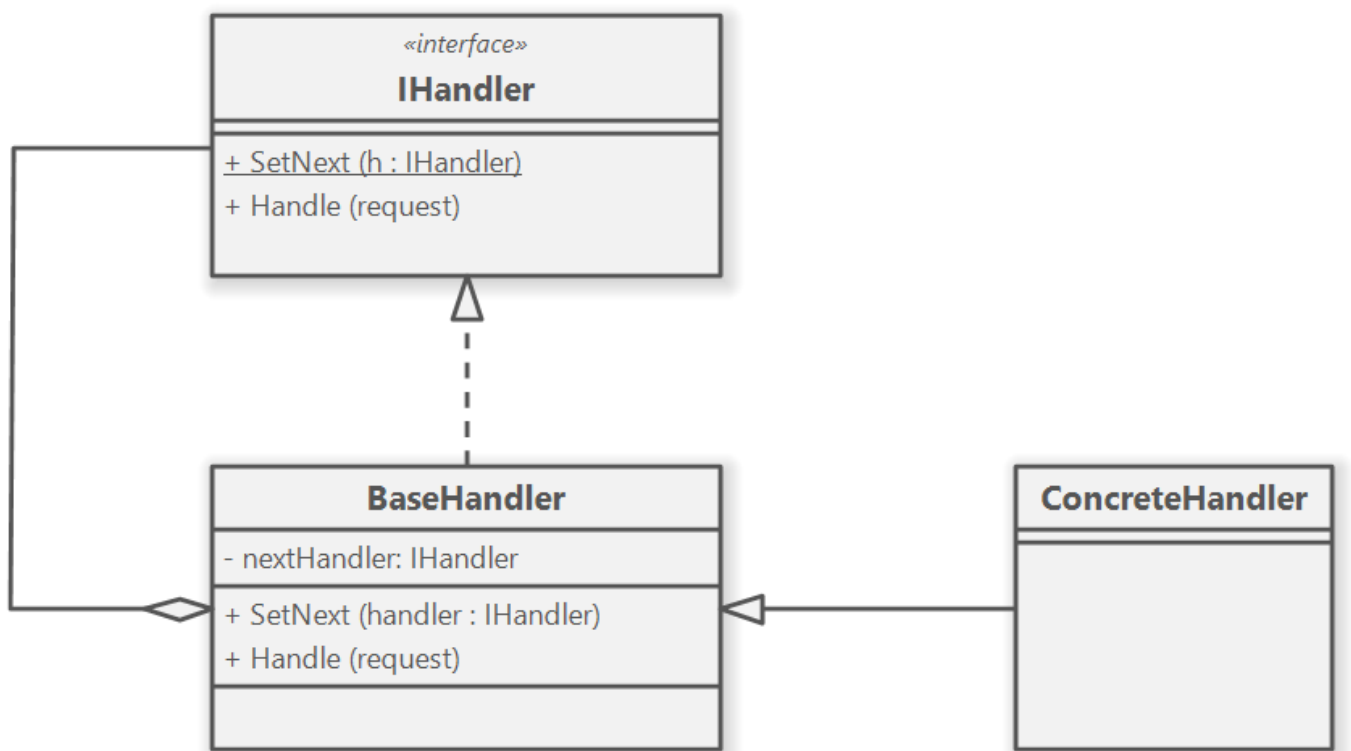 «interface»
IHandler
+ SetNext (h : IHandler)
+ Handle (request)
BaseHandler
- nextHandler: IHandler
+ SetNext (handler : IHandler)
+ Handle (request)
ConcreteHandler